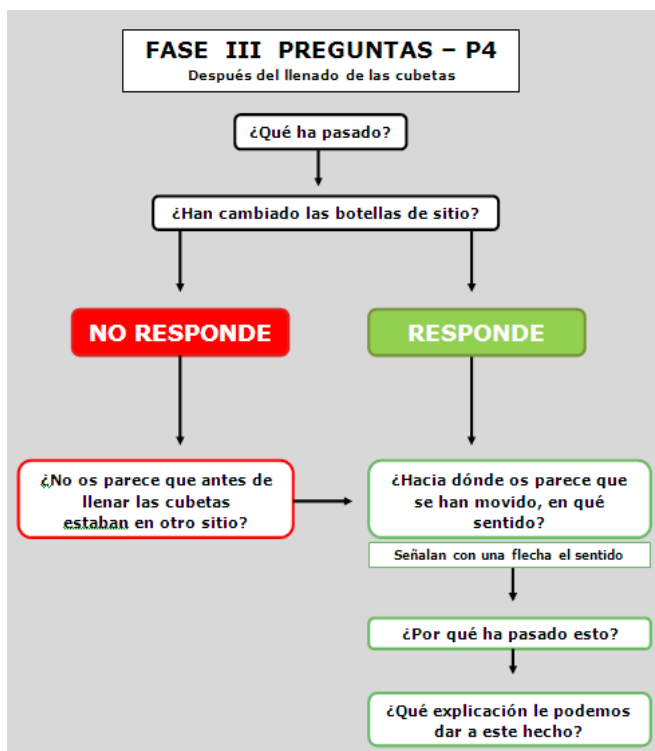 FASE III PREGUNTAS – P4
Después del llenado de las cubetas
¿Qué ha pasado?
¿Han cambiado las botellas de sitio?
NO RESPONDE
RESPONDE
¿No os parece que antes de
llenar las cubetas
estaban en otro sitio?
¿Hacia dónde os parece que
se han movido, en qué
sentido?
Señalan con una flecha el sentido
¿Por qué ha pasado esto?
¿Qué explicación le podemos
dar a este hecho?